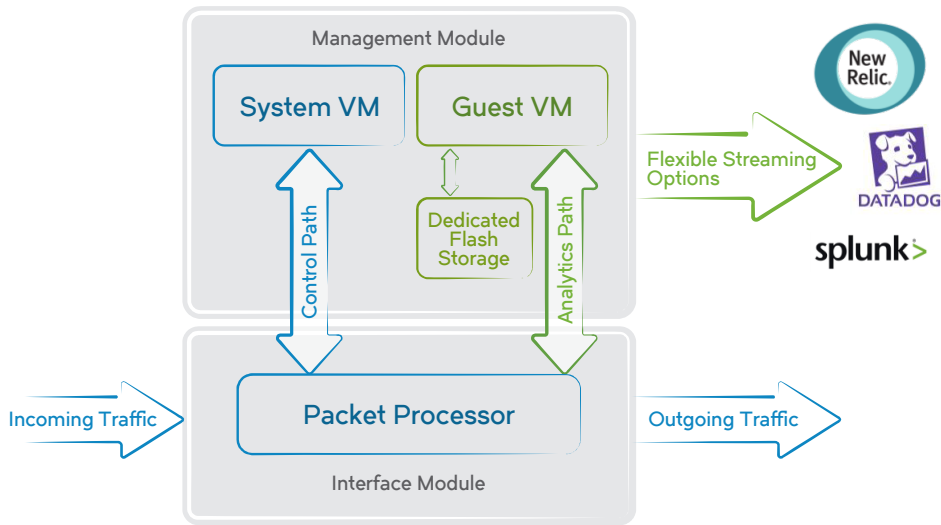 Management Module
System VM
Guest VM
New
Relic.
Flexible Streaming
Options
DATADOG
Dedicated
Flash
Storage
Control Path
Analytics Path
splunk>
Incoming Traffic
Packet Processor
Outgoing Traffic
Interface Module